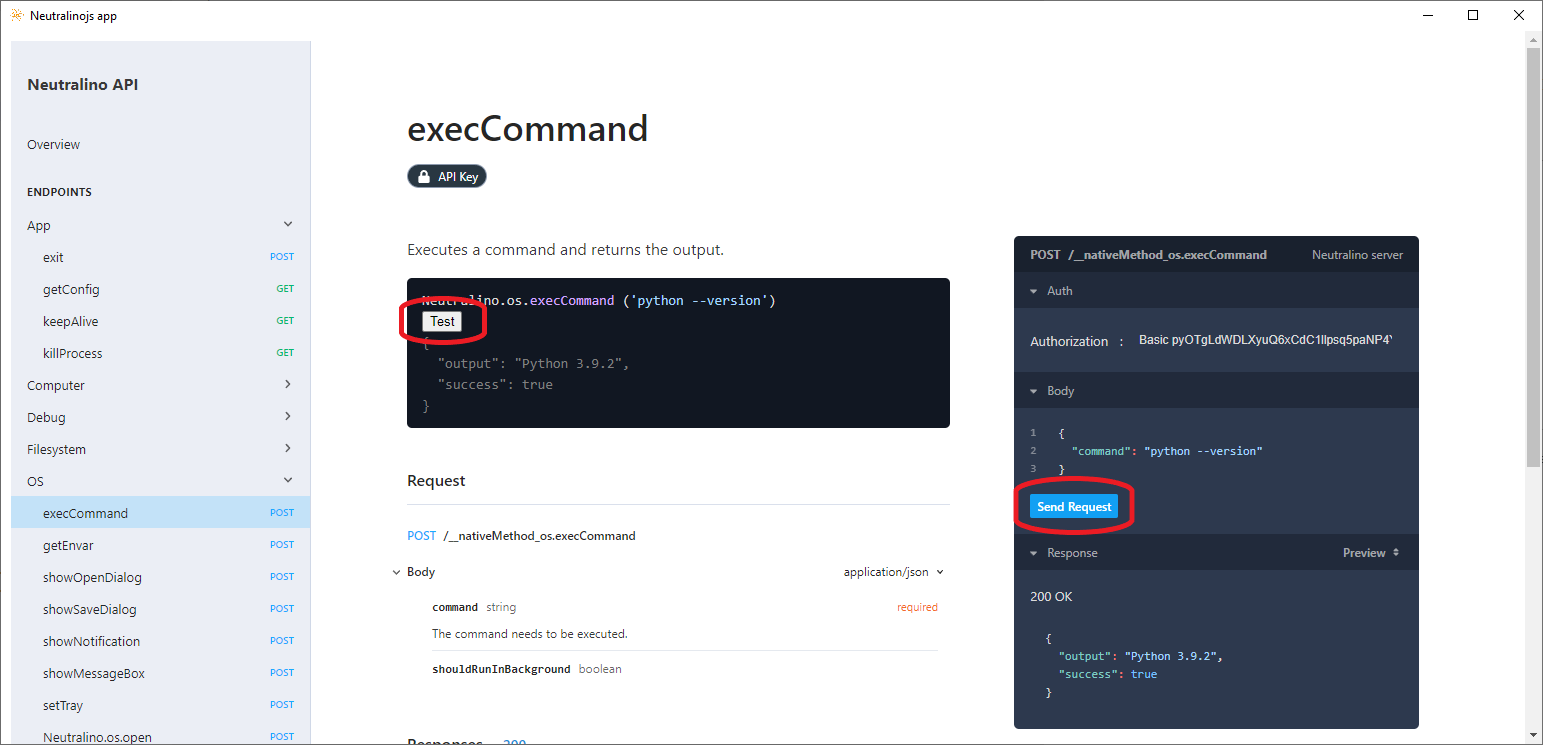 Neutralinojs app
Neutralino API
Overview
ENDPOINTS
App
exit POST
getConfig GET
keepAlive GET
killProcess GET
Computer
Debug
Filesystem
OS
execCommand POST
getEnvar POST
showOpenDialog POST
showSaveDialog POST
showNotification POST
showMessageBox POST
setTray POST
Neutralino.os.open POST
execCommand
API Key
Executes a command and returns the output.
Neutralino.os.execCommand ('python --version')
Test
{
"output": "Python 3.9.2",
"success": true
}
Request
POST /__nativeMethod_os.execCommand
Body application/json
command string required
The command needs to be executed.
shouldRunInBackground boolean
Responses 200
POST /__nativeMethod_os.execCommand Neutralino server
Auth
Authorization : Basic
Body
1 {
2 "command": "python --version"
3 }
Send Request
Response Preview
200 OK
{
"output": "Python 3.9.2",
"success": true
}